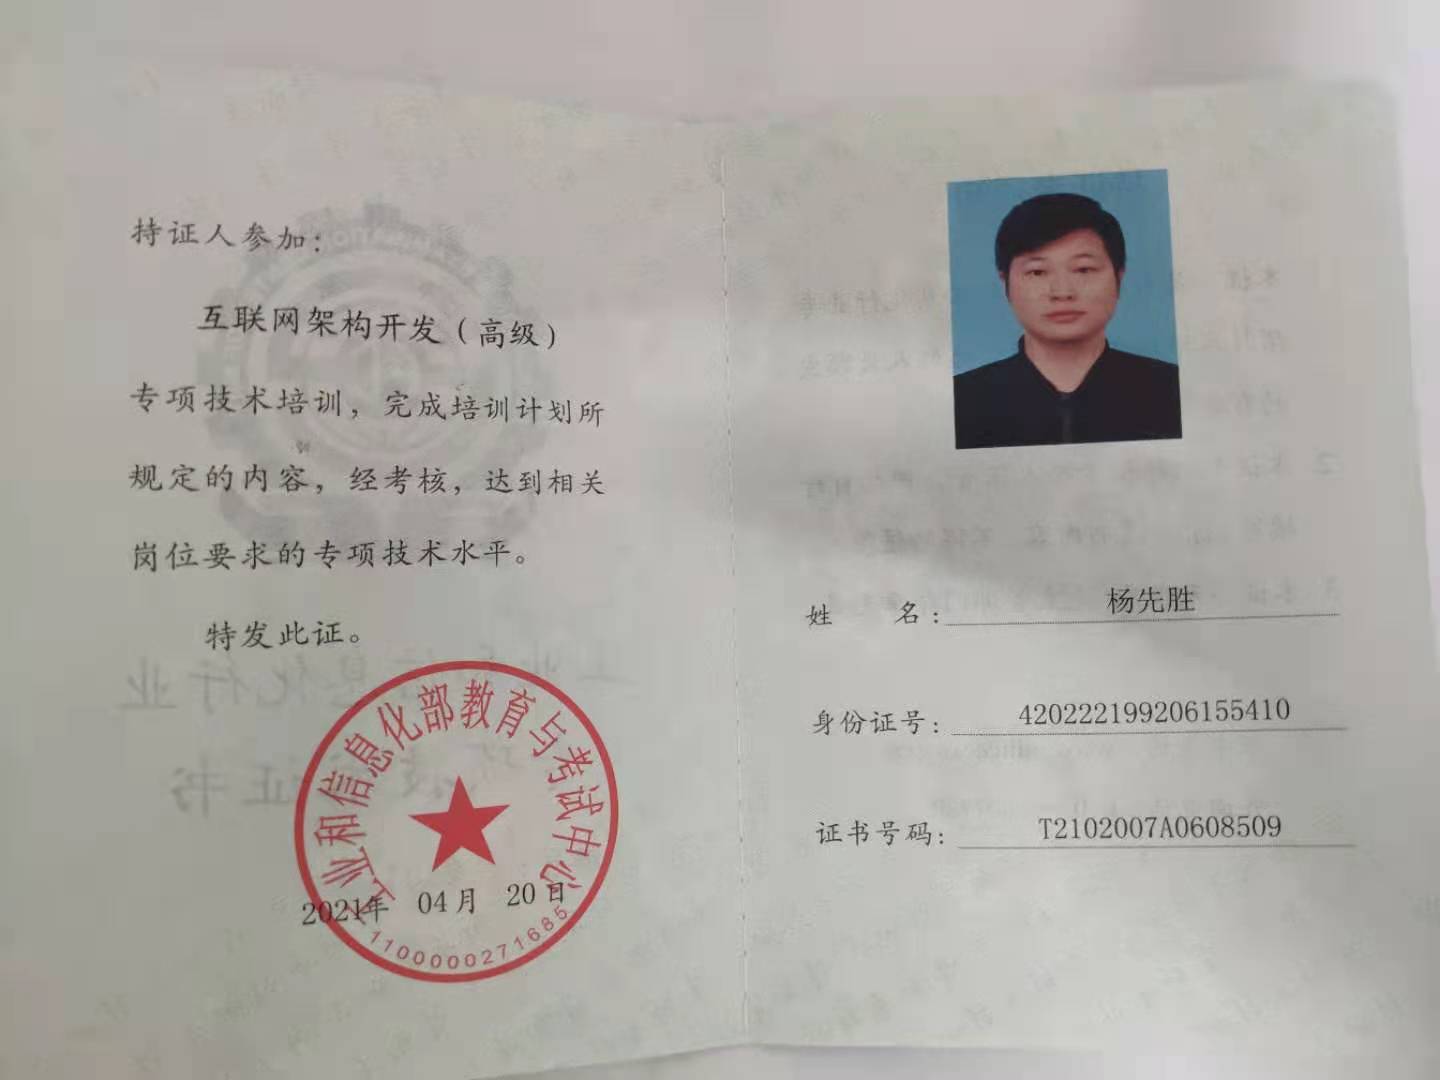 持证人参加：
互联网架构开发（高级）
专项技术培训，完成培训计划所
规定的内容，经考核，达到相关
岗位要求的专项技术水平。
特发此证。
工业和信息化部教育与考试中心
2021年 04月 20日
1100000271685
姓 名：杨先胜
身份证号：420222199206155410
证书号码：T2102007A0608509